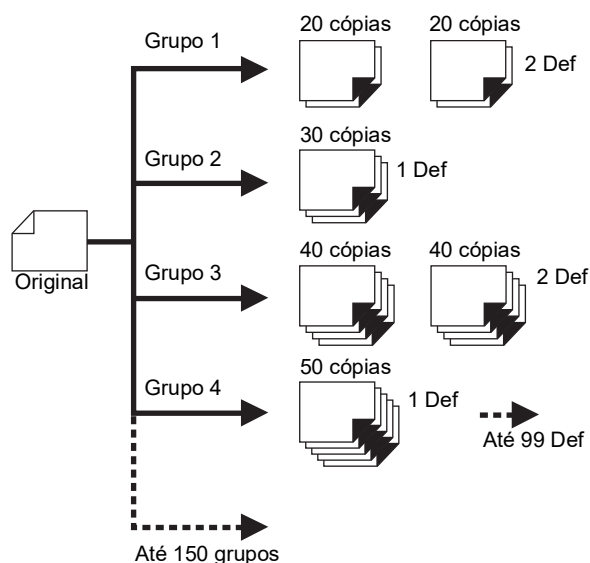 20 cópias 20 cópias
Grupo 1
2 Def
30 cópias
Grupo 2
1 Def
40 cópias 40 cópias
Original
Grupo 3
2 Def
50 cópias
Grupo 4
1 Def
Até 99 Def
Até 150 grupos